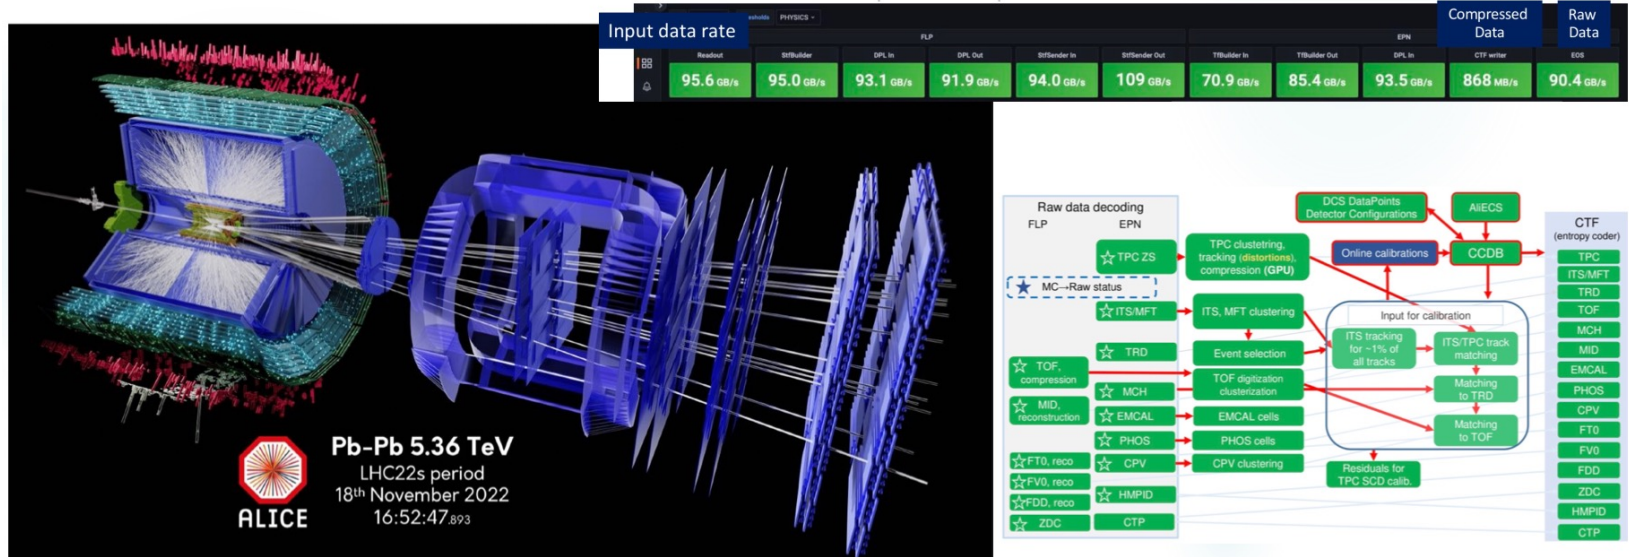 Input data rate
PHYSICS
Compressed
Data
Raw
Data
FLP
EPN
Readout
StfBuilder
DPL In
DPL Out
StfSender In
StfSender Out
TfBuilder In
TfBuilder Out
DPL In
CTF writer
EOS
95.6 GB/s
95.0 GB/s
93.1 GB/s
91.9 GB/s
94.0 GB/s
109 GB/s
70.9 GB/s
85.4 GB/s
93.5 GB/s
868 MB/s
90.4 GB/s
ALICE
Pb-Pb 5.36 TeV
LHC22s period
18th November 2022
16:52:47.893
Raw data decoding
FLP
EPN
TPC ZS
MC→Raw status
ITS/MFT
TRD
TOF,
compression
MCH
MID,
reconstruction
EMCAL
PHOS
FT0, reco
CPV
FV0, reco
FDD, reco
HMPID
ZDC
CTP
TPC clustetring,
tracking (distortions),
compression (GPU)
ITS, MFT clustering
Event selection
TOF digitization
clusterization
EMCAL cells
PHOS cells
CPV clustering
DCS DataPoints
Detector Configurations
AliECS
Online calibrations
CCDB
Input for calibration
ITS tracking
for ~1% of
all tracks
ITS/TPC track
matching
Matching
to TRD
Matching
to TOF
Residuals for
TPC SCD calib.
CTF
(entropy coder)
TPC
ITS/MFT
TRD
TOF
MCH
MID
EMCAL
PHOS
CPV
FT0
FV0
FDD
ZDC
HMPID
CTP